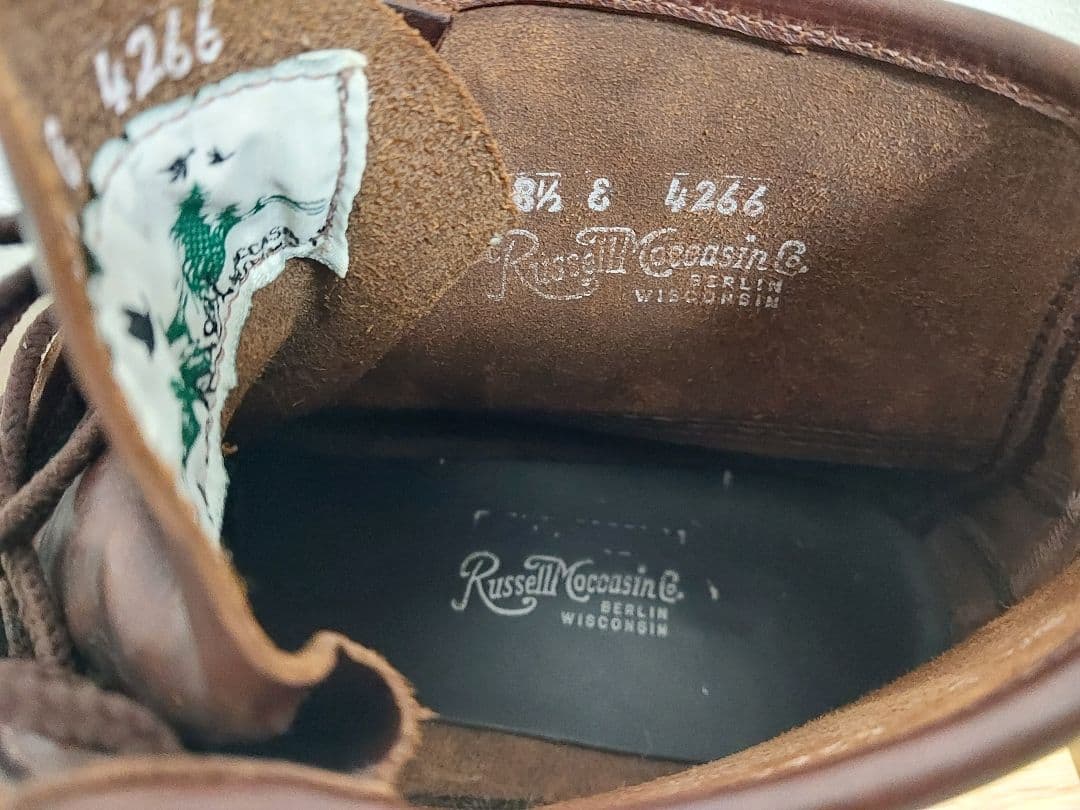 4266
8½ E 4266
Russell Moccasin Co.
BERLIN
WISCONSIN
Russell Moccasin Co.
BERLIN
WISCONSIN